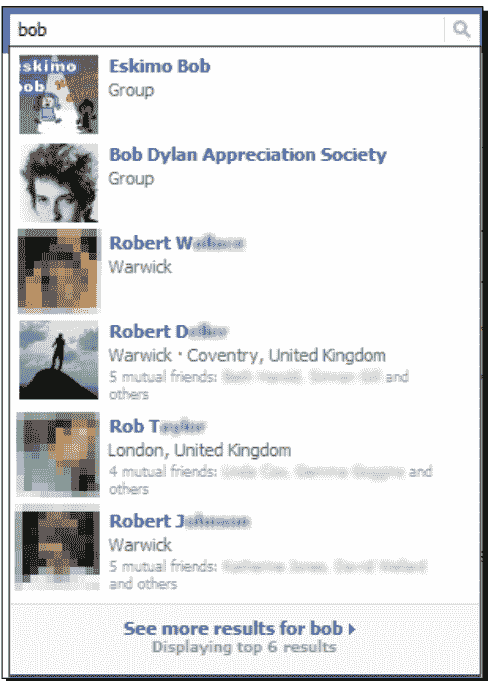 bob
eskimo
bob
Eskimo Bob
Group
Bob Dylan Appreciation Society
Group
Robert W
Warwick
Robert D
Warwick · Coventry, United Kingdom
5 mutual friends: and
others
Rob T
London, United Kingdom
4 mutual friends: and
others
Robert J
Warwick
5 mutual friends:
and others
See more results for bob
Displaying top 6 results